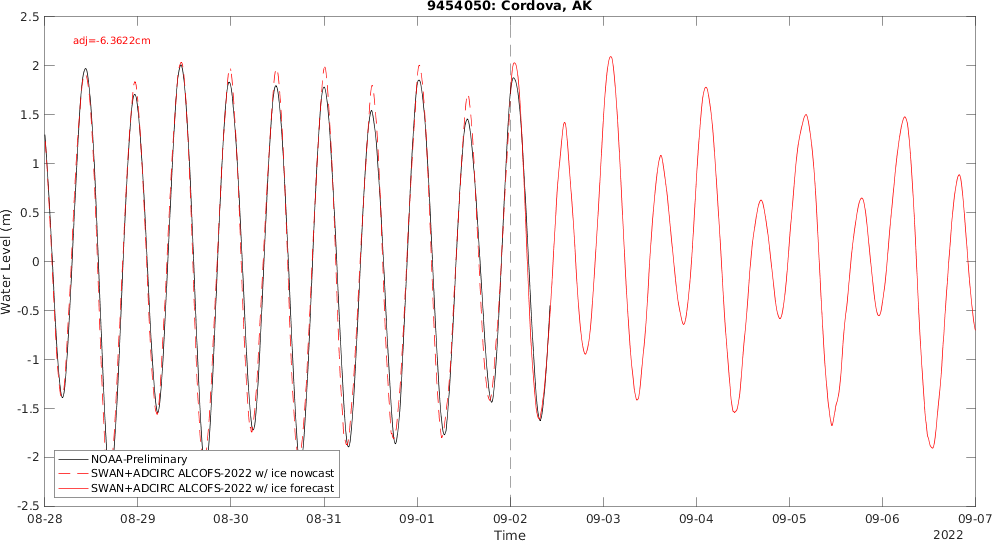 9454050: Cordova, AK
adj=-6.3622cm
2.5
2
1.5
1
0.5
0
-0.5
-1
-1.5
-2
-2.5
Water Level (m)
NOAA-Preliminary
SWAN+ADCIRC ALCOFS-2022 w/ ice nowcast
SWAN+ADCIRC ALCOFS-2022 w/ ice forecast
08-28 08-29 08-30 08-31 09-01 09-02 09-03 09-04 09-05 09-06 09-07
Time
2022